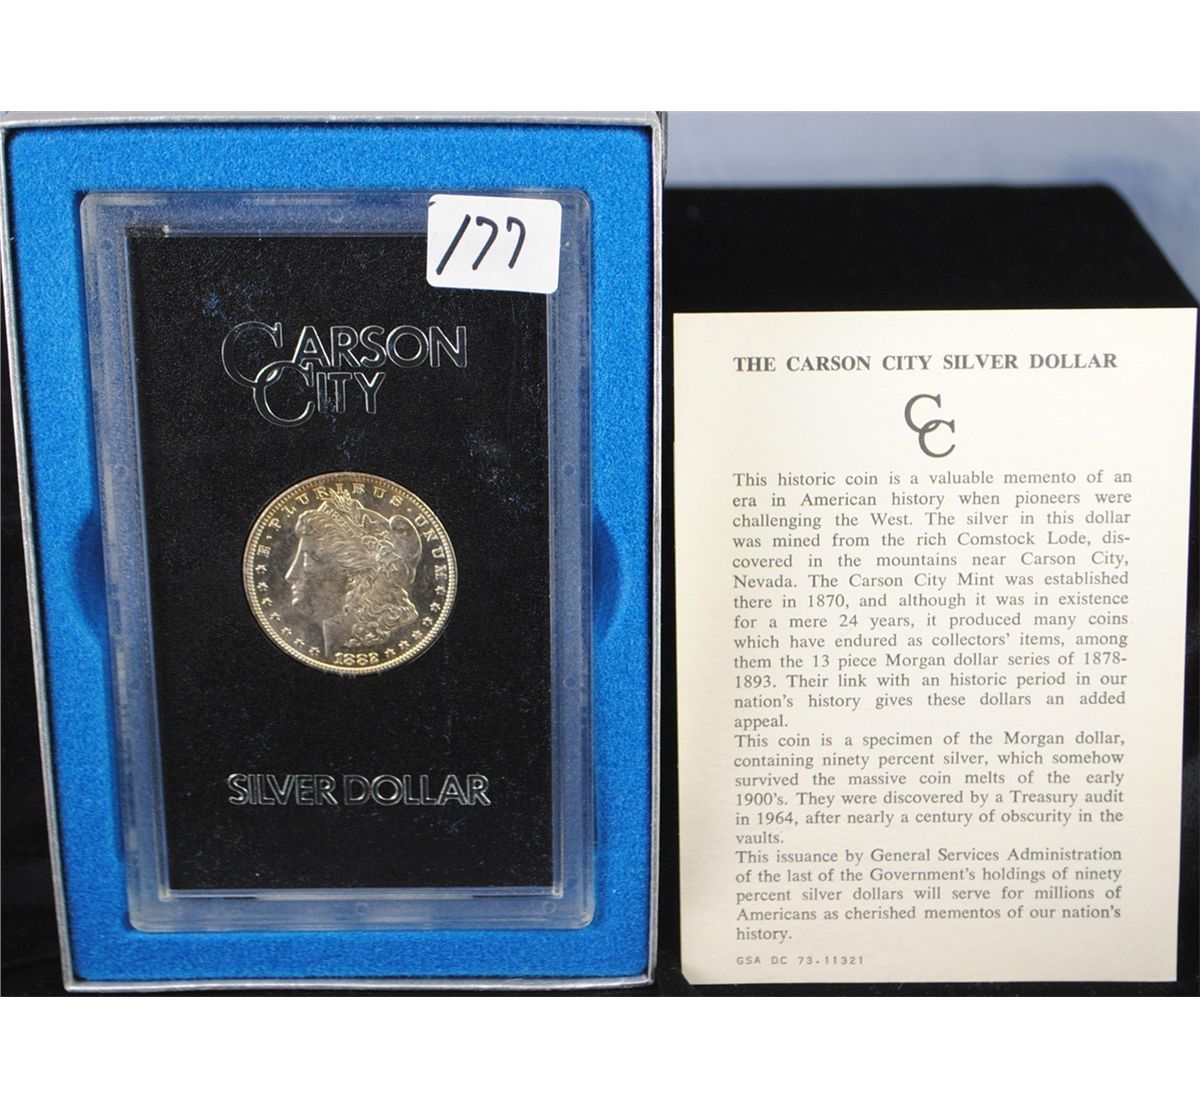 177
CARSON
CITY
E·PLURIBUS·UNUM
1882
SILVER DOLLAR
THE CARSON CITY SILVER DOLLAR
CC
This historic coin is a valuable memento of an
era in American history when pioneers were
challenging the West. The silver in this dollar
was mined from the rich Comstock Lode, dis-
covered in the mountains near Carson City,
Nevada. The Carson City Mint was established
there in 1870, and although it was in existence
for a mere 24 years, it produced many coins
which have endured as collectors' items, among
them the 13 piece Morgan dollar series of 1878-
1893. Their link with an historic period in our
nation's history gives these dollars an added
appeal.
This coin is a specimen of the Morgan dollar,
containing ninety percent silver, which somehow
survived the massive coin melts of the early
1900's. They were discovered by a Treasury audit
in 1964, after nearly a century of obscurity in the
vaults.
This issuance by General Services Administration
of the last of the Government's holdings of ninety
percent silver dollars will serve for millions of
Americans as cherished mementos of our nation's
history.
GSA DC 73.11321